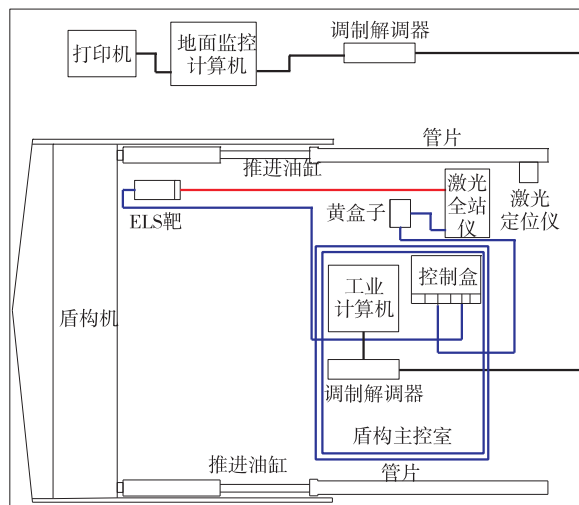 打印机
地面监控
计算机
调制解调器
推进油缸
管片
ELS靶
黄盒子
激光
全站
仪
激光
定位仪
盾构机
工业
计算机
控制盒
调制解调器
盾构主控室
推进油缸
管片